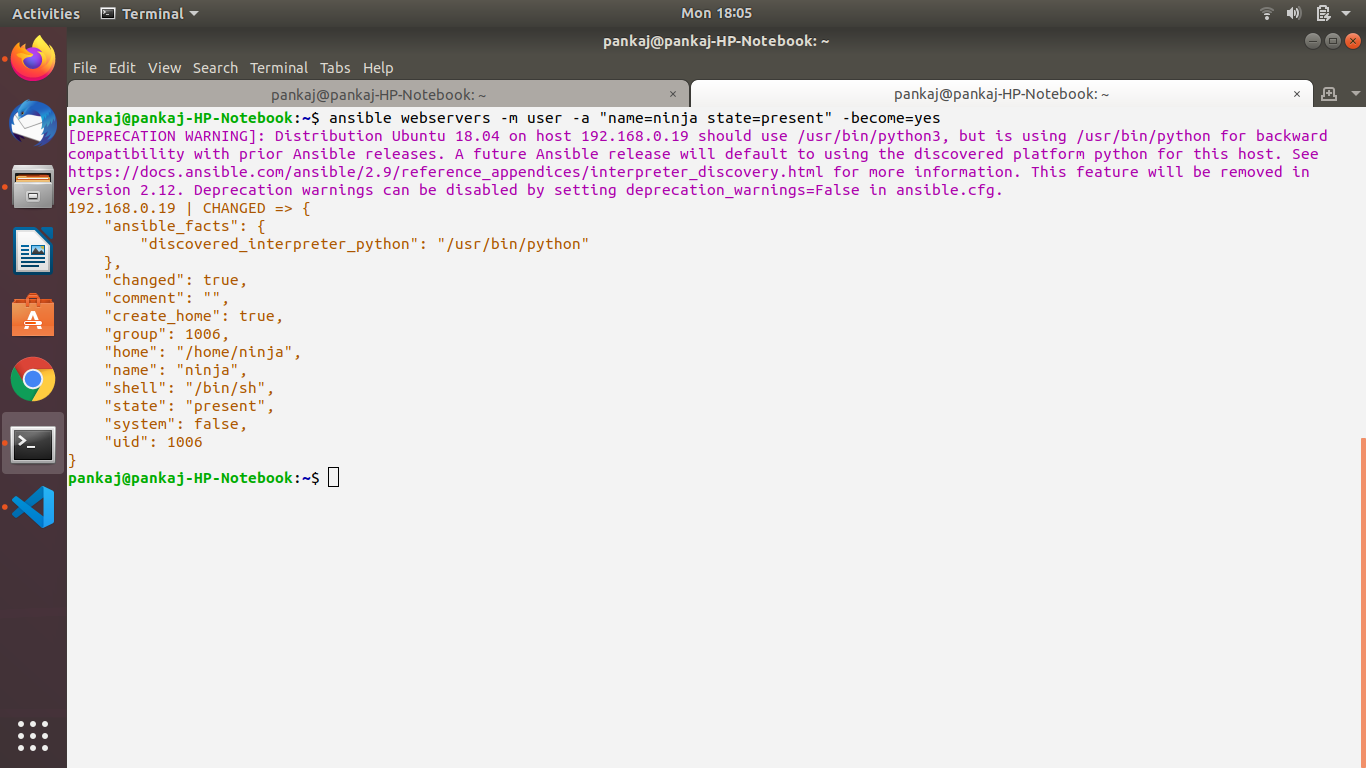 Activities Terminal Mon 18:05
pankaj@pankaj-HP-Notebook: ~
File Edit View Search Terminal Tabs Help
pankaj@pankaj-HP-Notebook: ~ × pankaj@pankaj-HP-Notebook: ~ ×
pankaj@pankaj-HP-Notebook:~$ ansible webservers -m user -a "name=ninja state=present" -become=yes
[DEPRECATION WARNING]: Distribution Ubuntu 18.04 on host 192.168.0.19 should use /usr/bin/python3, but is using /usr/bin/python for backward
compatibility with prior Ansible releases. A future Ansible release will default to using the discovered platform python for this host. See
https://docs.ansible.com/ansible/2.9/reference_appendices/interpreter_discovery.html for more information. This feature will be removed in
version 2.12. Deprecation warnings can be disabled by setting deprecation_warnings=False in ansible.cfg.
192.168.0.19 | CHANGED => {
    "ansible_facts": {
        "discovered_interpreter_python": "/usr/bin/python"
    },
    "changed": true,
    "comment": "",
    "create_home": true,
    "group": 1006,
    "home": "/home/ninja",
    "name": "ninja",
    "shell": "/bin/sh",
    "state": "present",
    "system": false,
    "uid": 1006
}
pankaj@pankaj-HP-Notebook:~$